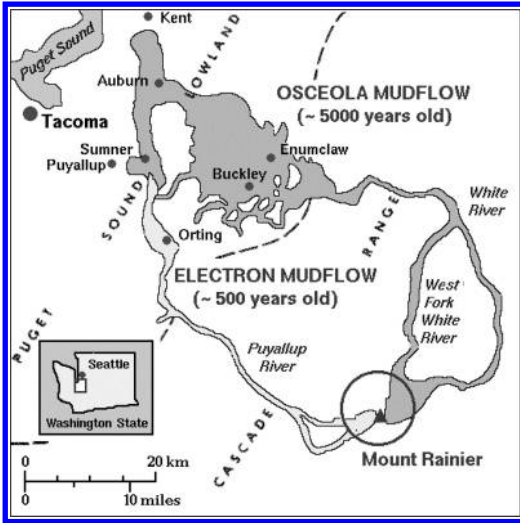 Kent
Puget Sound
LOWLAND
Auburn
OSCEOLA MUDFLOW
(~ 5000 years old)
Tacoma
Sumner
Puyallup
Enumclaw
Buckley
White
River
SOUND
Orting
RANGE
ELECTRON MUDFLOW
(~ 500 years old)
West
Fork
White
River
PUGET
Puyallup
River
Seattle
Washington State
CASCADE
Mount Rainier
0 20 km
0 10 miles